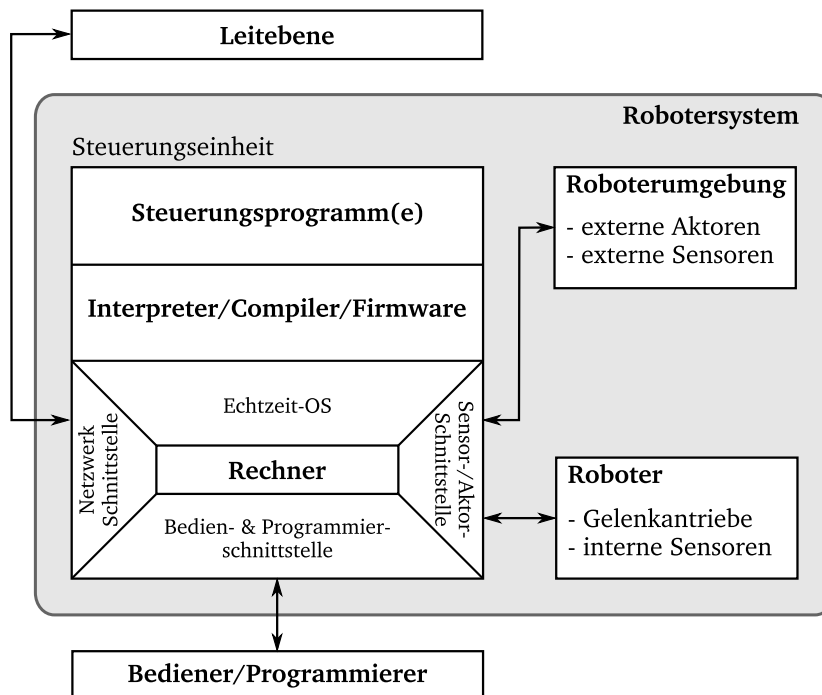 Leitebene
Robotersystem
Steuerungseinheit
Steuerungsprogramm(e)
Interpreter/Compiler/Firmware
Echtzeit-OS
Netzwerk
Schnittstelle
Rechner
Sensor-/Aktor-
Schnittstelle
Bedien- & Programmier-
schnittstelle
Roboterumgebung
- externe Aktoren
- externe Sensoren
Roboter
- Gelenkantriebe
- interne Sensoren
Bediener/Programmierer